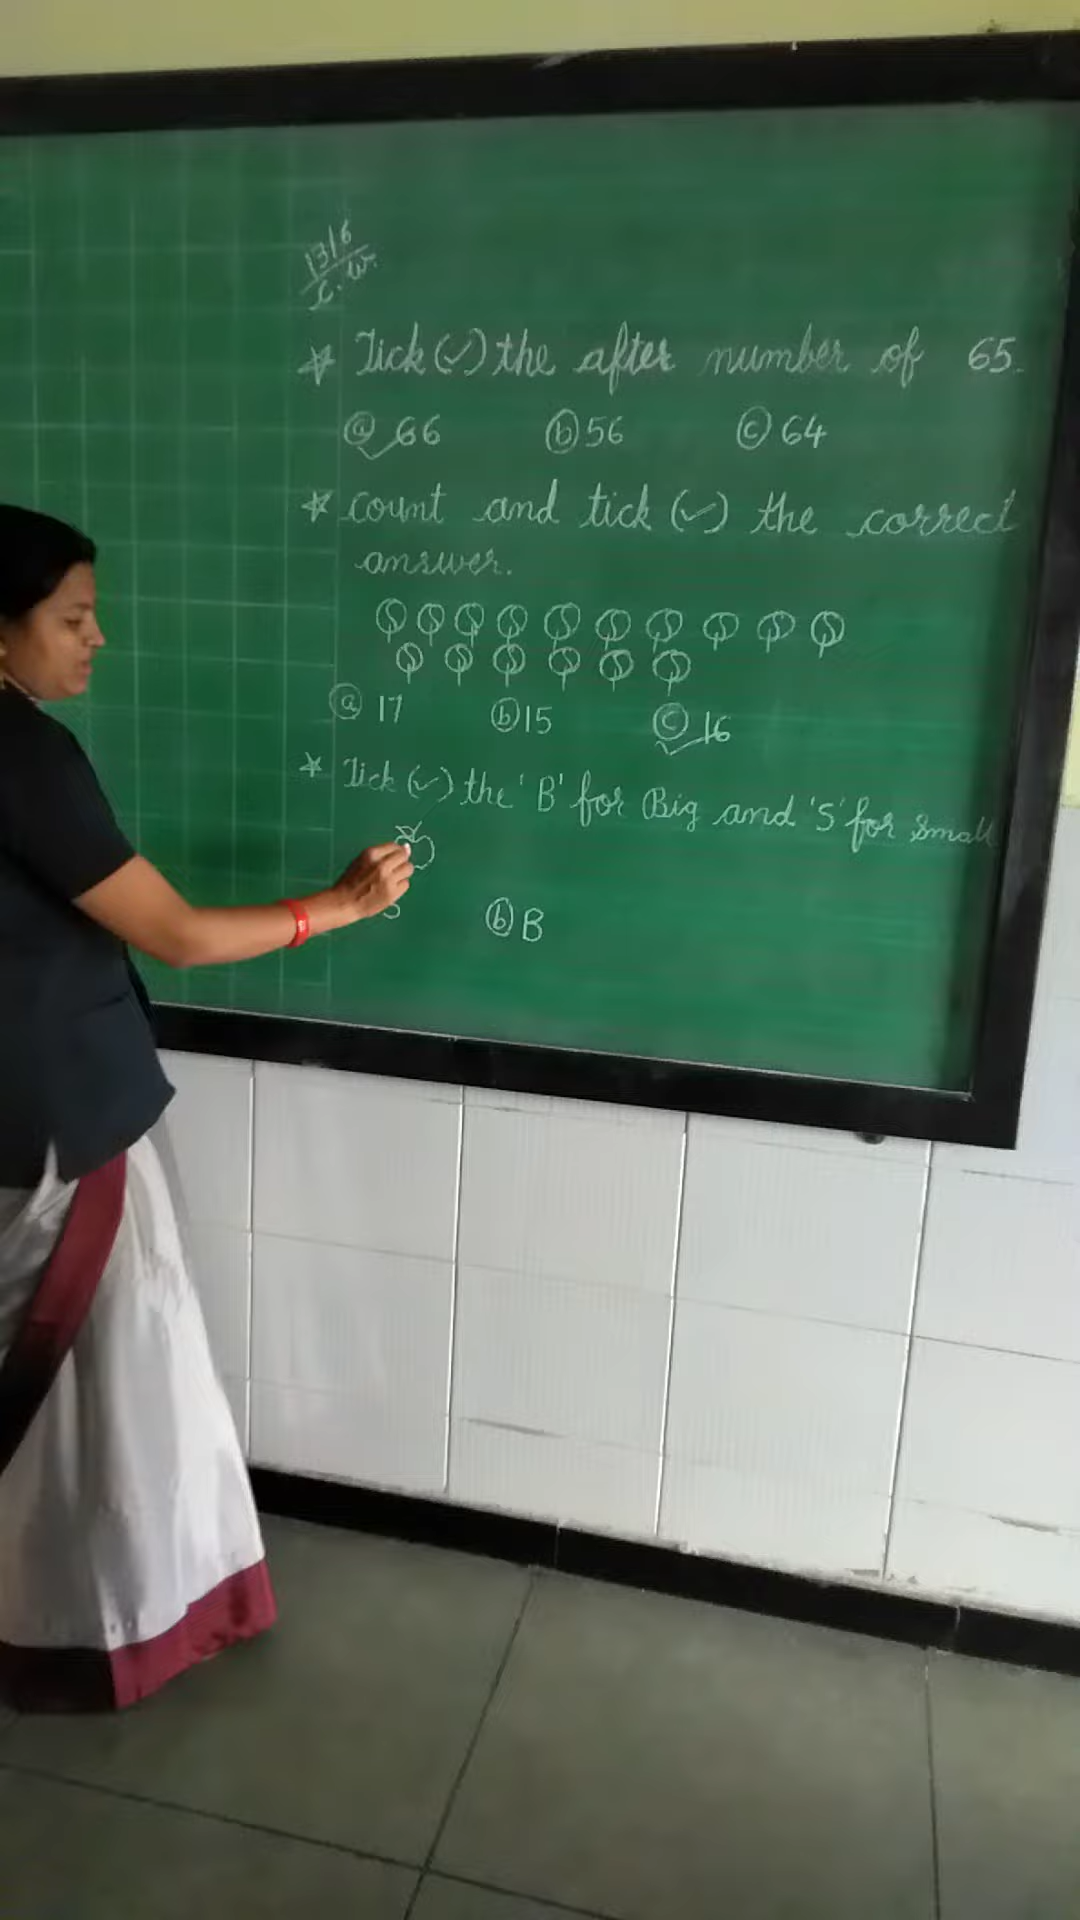 13/6
C.W.
☆ Tick (✓) the after number of 65.
ⓐ 66 ⓑ 56 ⓒ 64
☆ count and tick (✓) the correct
answer.
ⓐ 17 ⓑ 15 ⓒ 16
☆ Tick (✓) the 'B' for Big and 'S' for Small
S ⓑ B